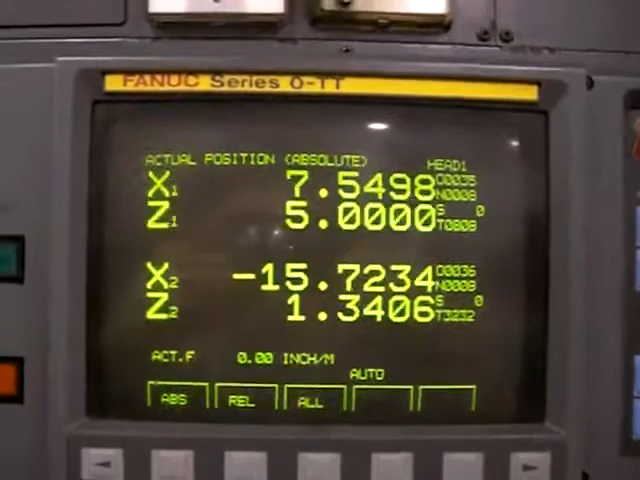 FANUC Series 0-TT
ACTUAL POSITION (ABSOLUTE) HEAD1
X1 7.5498 O0035 N0008
Z1 5.0000 S 0 T0808
X2 -15.7234 O0036 N0008
Z2 1.3406 S 0 T3232
ACT.F 0.00 INCH/M
AUTO
ABS REL ALL